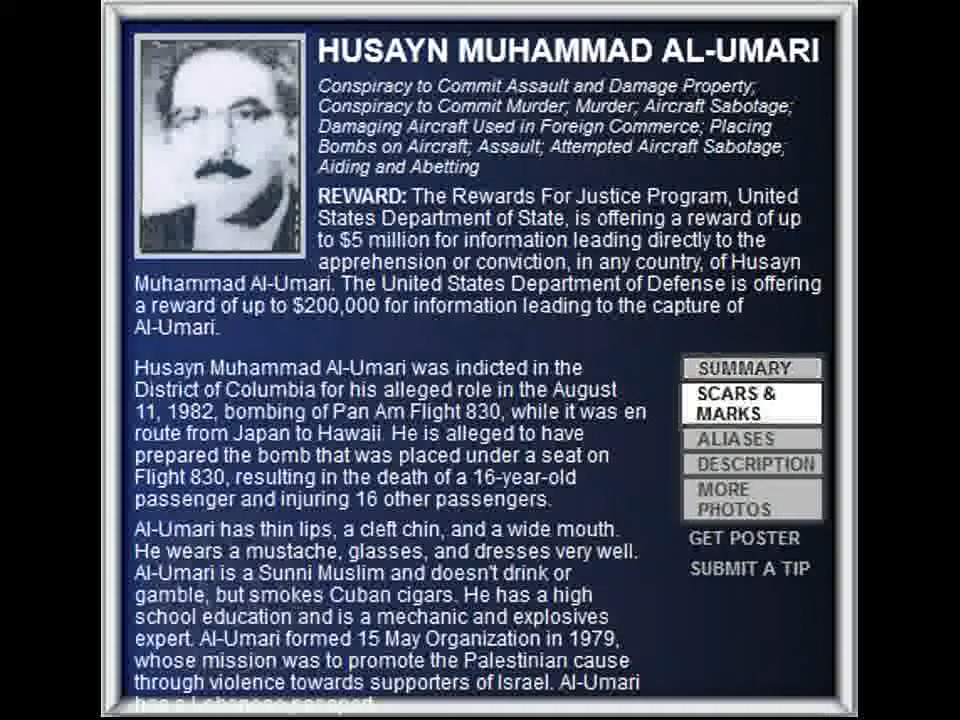 HUSAYN MUHAMMAD AL-UMARI
Conspiracy to Commit Assault and Damage Property;
Conspiracy to Commit Murder; Murder; Aircraft Sabotage;
Damaging Aircraft Used in Foreign Commerce; Placing
Bombs on Aircraft; Assault; Attempted Aircraft Sabotage;
Aiding and Abetting
REWARD: The Rewards For Justice Program, United
States Department of State, is offering a reward of up
to $5 million for information leading directly to the
apprehension or conviction, in any country, of Husayn
Muhammad Al-Umari. The United States Department of Defense is offering
a reward of up to $200,000 for information leading to the capture of
Al-Umari.
Husayn Muhammad Al-Umari was indicted in the
District of Columbia for his alleged role in the August
11, 1982, bombing of Pan Am Flight 830, while it was en
route from Japan to Hawaii. He is alleged to have
prepared the bomb that was placed under a seat on
Flight 830, resulting in the death of a 16-year-old
passenger and injuring 16 other passengers.
Al-Umari has thin lips, a cleft chin, and a wide mouth.
He wears a mustache, glasses, and dresses very well.
Al-Umari is a Sunni Muslim and doesn't drink or
gamble, but smokes Cuban cigars. He has a high
school education and is a mechanic and explosives
expert. Al-Umari formed 15 May Organization in 1979,
whose mission was to promote the Palestinian cause
through violence towards supporters of Israel. Al-Umari
has a Lebanese passport.
SUMMARY
SCARS &
MARKS
ALIASES
DESCRIPTION
MORE
PHOTOS
GET POSTER
SUBMIT A TIP